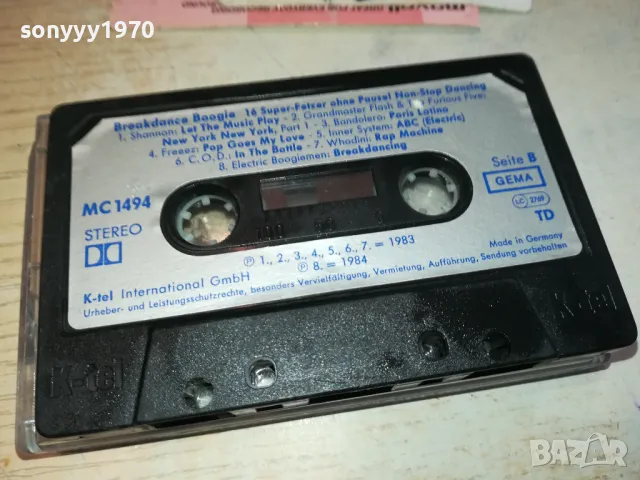 sonyyy1970
Breakdance Boogie 16 Super-Fetzer ohne Pause! Non-Stop Dancing
1. Shannon: Let The Music Play - 2. Grandmaster Flash & The Furious Five:
New York New York, Part 1 - 3. Bandolero: Paris Latino
4. Freeez: Pop Goes My Love - 5. Inner System: ABC (Electric)
6. C.O.D.: In The Bottle - 7. Whodini: Rap Machine
8. Electric Boogiemen: Breakdancing
Seite B
GEMA
LC 2769
TD
MC 1494
STEREO
Ⓟ 1., 2., 3., 4., 5., 6., 7. = 1983
Ⓟ 8. = 1984
Made in Germany
K-tel International GmbH
Urheber- und Leistungsschutzrechte, besonders Vervielfältigung, Vermietung, Aufführung, Sendung vorbehalten
K-tel
K-tel
BAZAR
bg